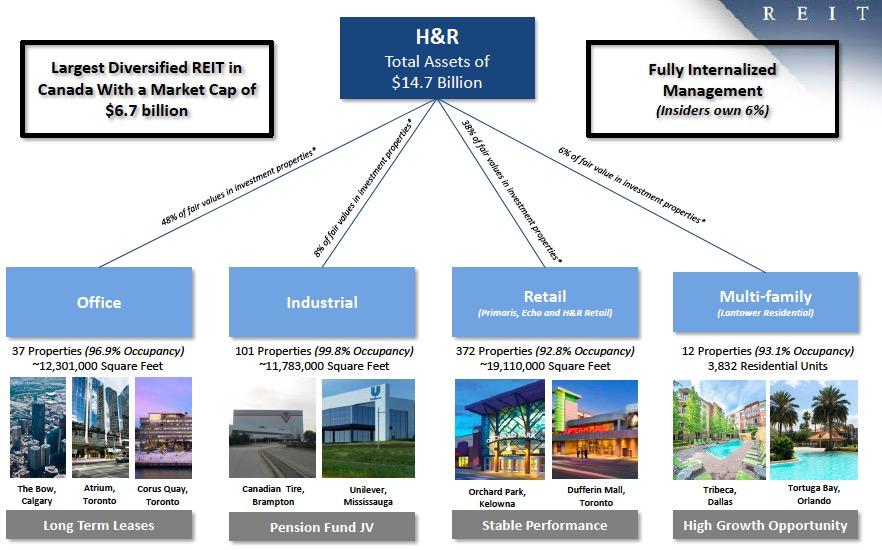 R E I T
H&R
Total Assets of
$14.7 Billion
Largest Diversified REIT in
Canada With a Market Cap of
$6.7 billion
Fully Internalized
Management
(Insiders own 6%)
48% of fair values in investment properties*
8% of fair values in investment properties*
38% of fair values in investment properties*
6% of fair value in investment properties*
Office
Industrial
Retail
(Primaris, Echo and H&R Retail)
Multi-family
(Lantower Residential)
37 Properties (96.9% Occupancy)
~12,301,000 Square Feet
101 Properties (99.8% Occupancy)
~11,783,000 Square Feet
372 Properties (92.8% Occupancy)
~19,110,000 Square Feet
12 Properties (93.1% Occupancy)
3,832 Residential Units
ORCHARD PARK
DUFFERIN MALL
The Bow,
Calgary
Atrium,
Toronto
Corus Quay,
Toronto
Canadian Tire,
Brampton
Unilever,
Mississauga
Orchard Park,
Kelowna
Dufferin Mall,
Toronto
Tribeca,
Dallas
Tortuga Bay,
Orlando
Long Term Leases
Pension Fund JV
Stable Performance
High Growth Opportunity